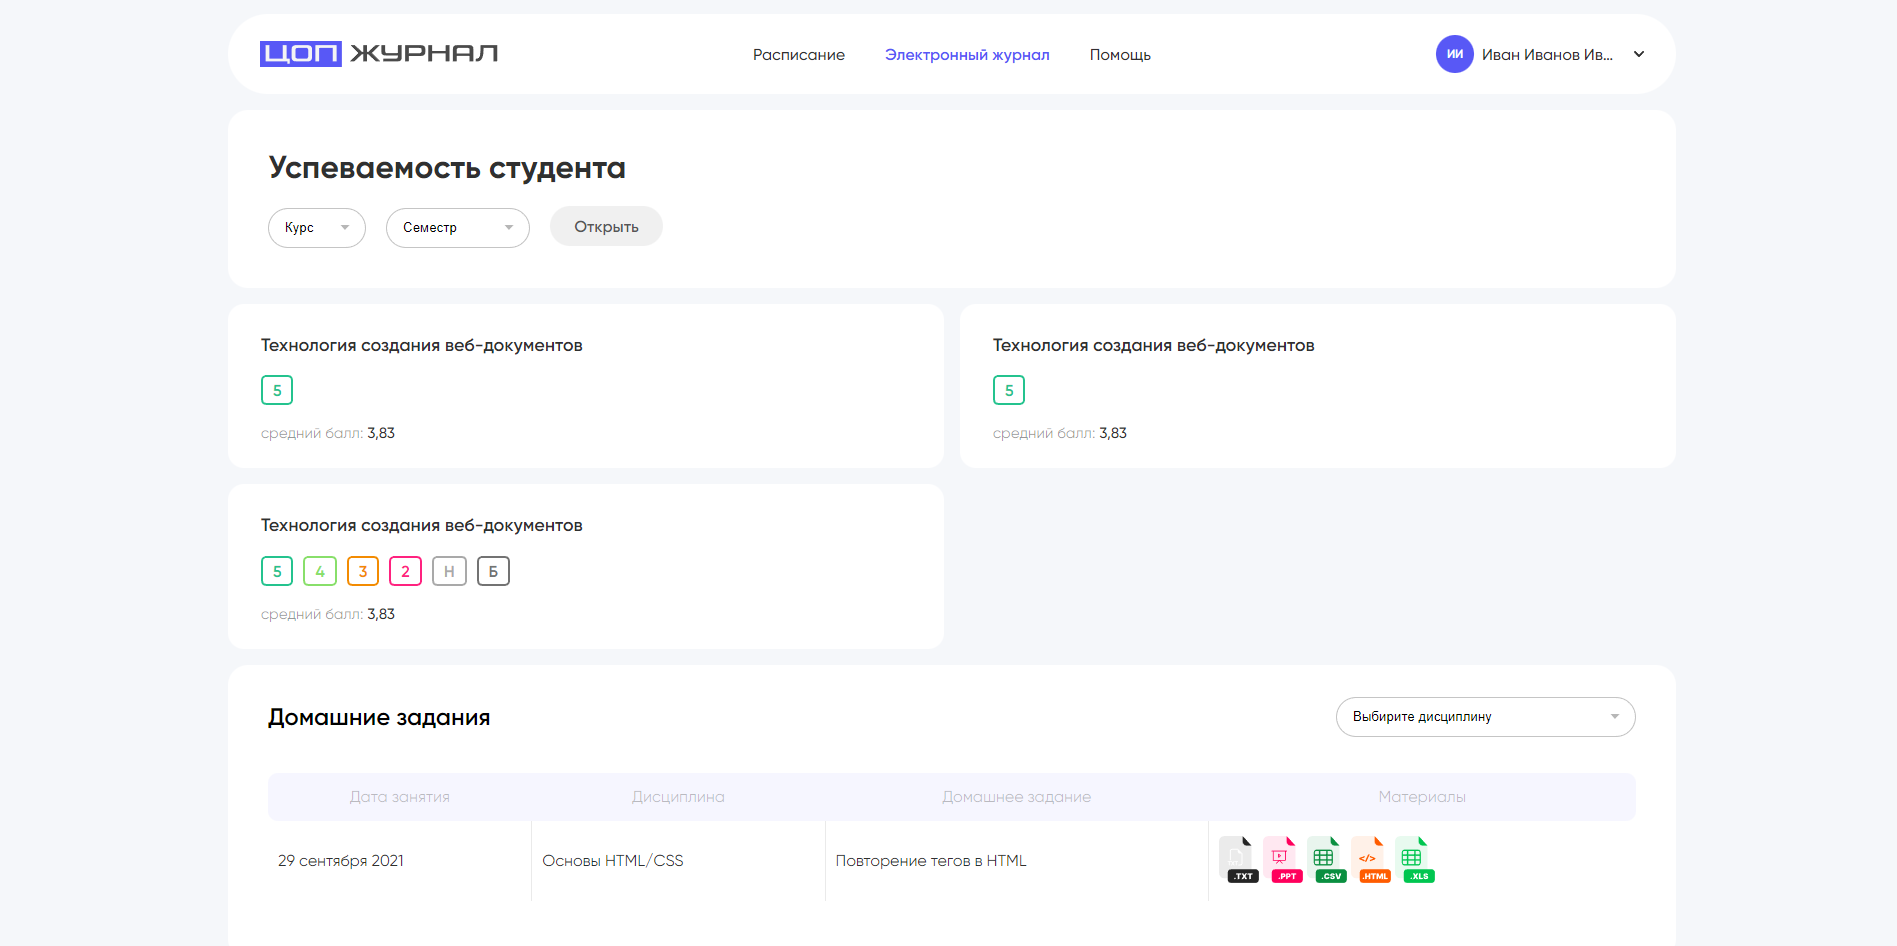 ЦОП ЖУРНАЛ
Расписание
Электронный журнал
Помощь
ИИ
Иван Иванов Ив...
Успеваемость студента
Курс
Семестр
Открыть
Технология создания веб-документов
5
средний балл: 3,83
Технология создания веб-документов
5
средний балл: 3,83
Технология создания веб-документов
5 4 3 2 Н Б
средний балл: 3,83
Домашние задания
Выбирите дисциплину
Дата занятия
Дисциплина
Домашнее задание
Материалы
29 сентября 2021
Основы HTML/CSS
Повторение тегов в HTML
.TXT
.PPT
.CSV
</>
.HTML
.XLS